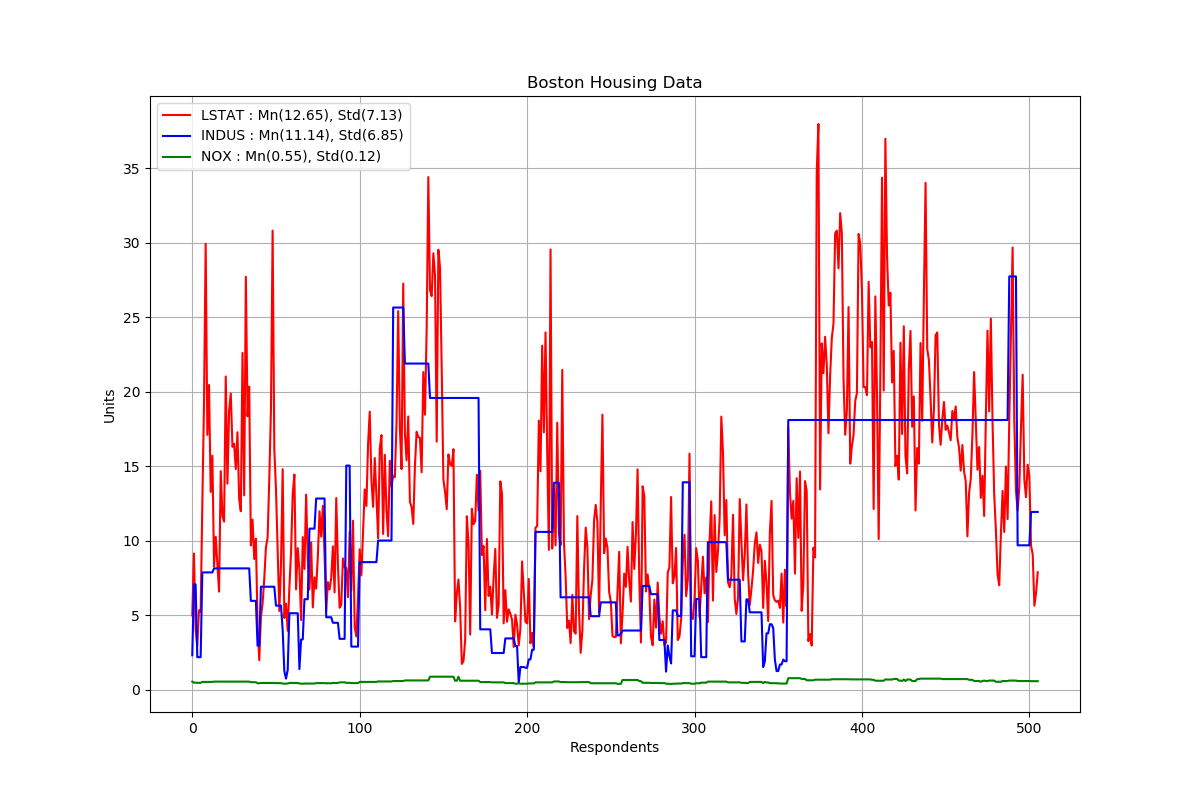 Boston Housing Data
LSTAT : Mn(12.65), Std(7.13)
INDUS : Mn(11.14), Std(6.85)
NOX : Mn(0.55), Std(0.12)
35
30
25
20
15
10
5
0
Units
0 100 200 300 400 500
Respondents